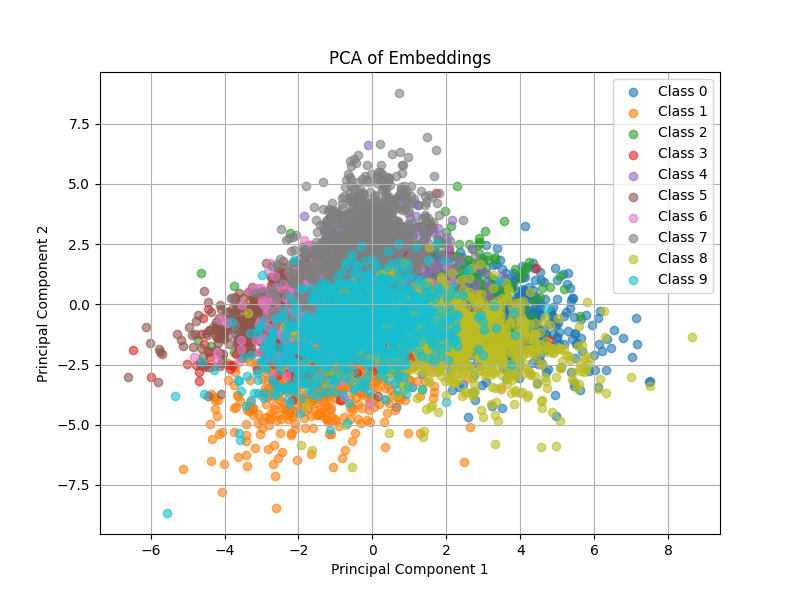 PCA of Embeddings
Class 0
Class 1
Class 2
Class 3
Class 4
Class 5
Class 6
Class 7
Class 8
Class 9
Principal Component 2
7.5
5.0
2.5
0.0
−2.5
−5.0
−7.5
−6 −4 −2 0 2 4 6 8
Principal Component 1